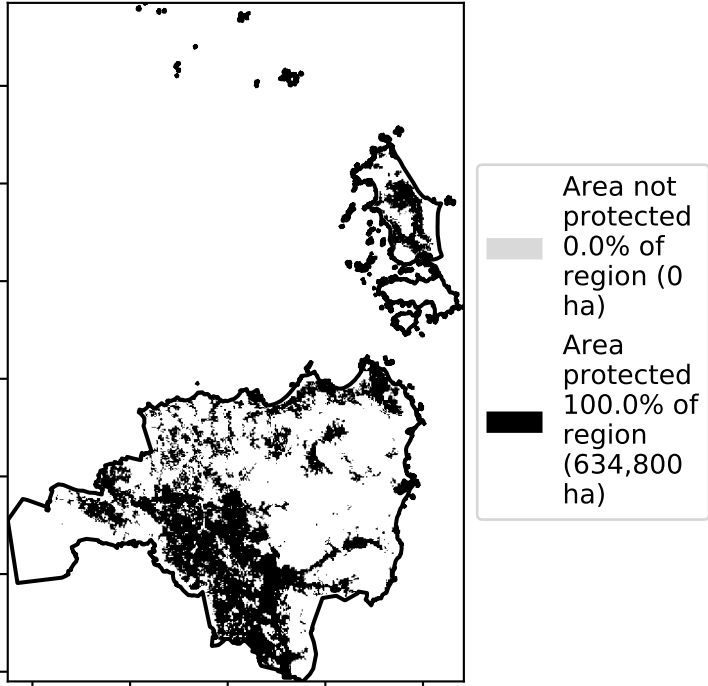 Area not
protected
0.0% of
region (0
ha)
Area
protected
100.0% of
region
(634,800
ha)